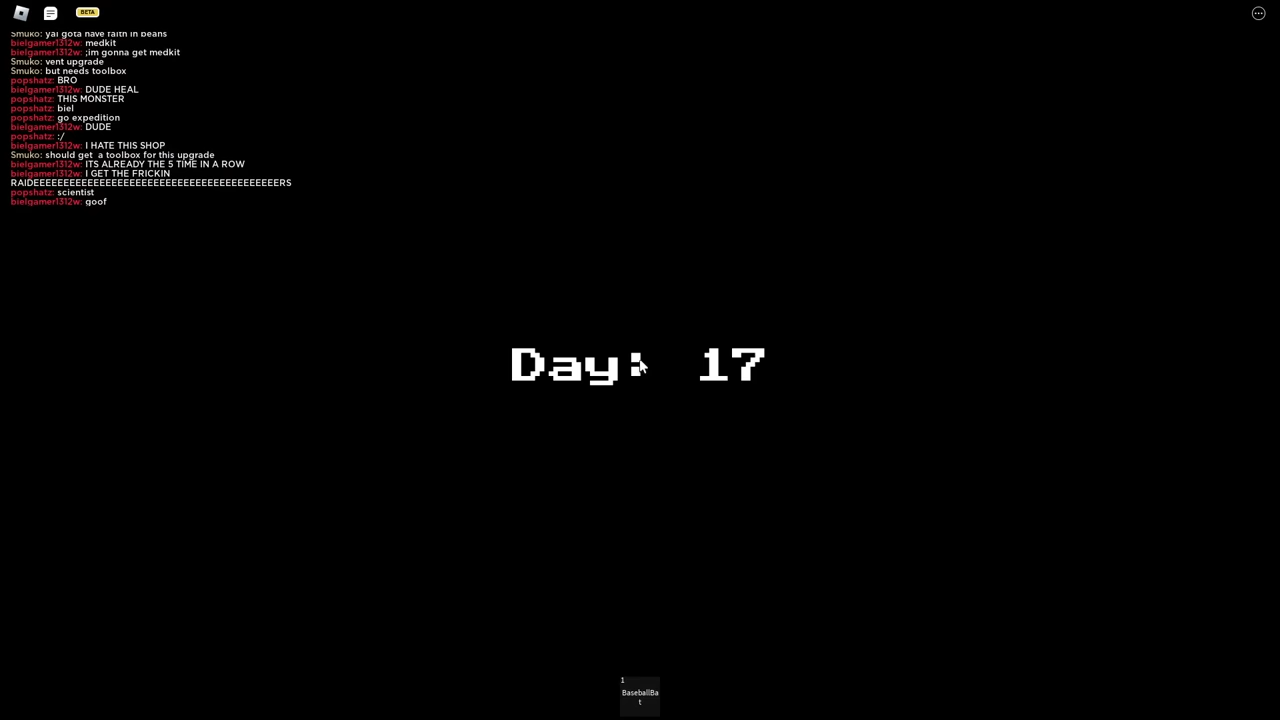 BETA
Smuko: yal gota have faith in beans
bielgamer1312w: medkit
bielgamer1312w: ;im gonna get medkit
Smuko: vent upgrade
Smuko: but needs toolbox
popshatz: BRO
bielgamer1312w: DUDE HEAL
popshatz: THIS MONSTER
popshatz: biel
popshatz: go expedition
bielgamer1312w: DUDE
popshatz: :/
bielgamer1312w: I HATE THIS SHOP
Smuko: should get  a toolbox for this upgrade
bielgamer1312w: ITS ALREADY THE 5 TIME IN A ROW
bielgamer1312w: I GET THE FRICKIN
RAIDEEEEEEEEEEEEEEEEEEEEEEEEEEEEEEEEEEEEEEEEERS
popshatz: scientist
bielgamer1312w: goof
Day: 17
1
BaseballBa
t